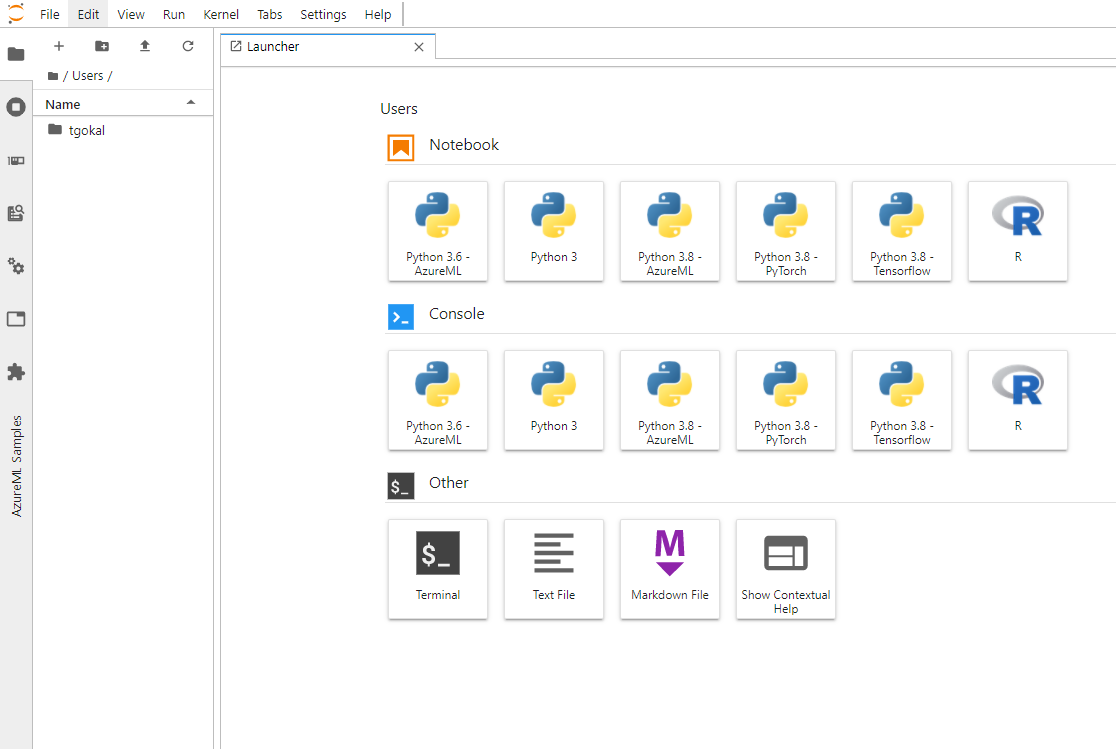 File Edit View Run Kernel Tabs Settings Help
/ Users /
Name
tgokal
AzureML Samples
Launcher
Users
Notebook
Python 3.6 -
AzureML
Python 3
Python 3.8 -
AzureML
Python 3.8 -
PyTorch
Python 3.8 -
Tensorflow
R
Console
Python 3.6 -
AzureML
Python 3
Python 3.8 -
AzureML
Python 3.8 -
PyTorch
Python 3.8 -
Tensorflow
R
Other
$_
Terminal
Text File
M
Markdown File
Show Contextual
Help